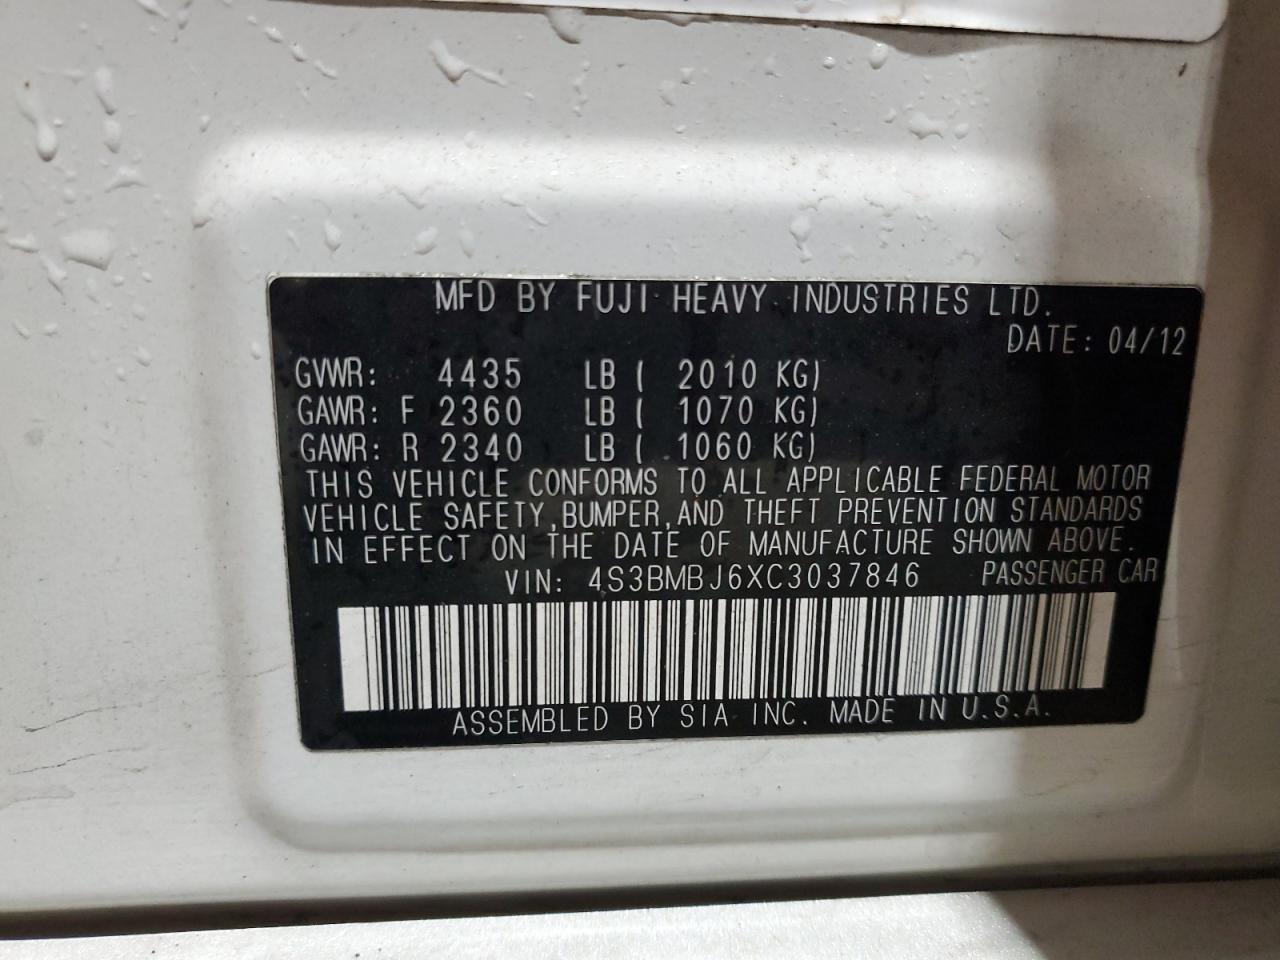 MFD BY FUJI HEAVY INDUSTRIES LTD.
DATE: 04/12
GVWR: 4435 LB ( 2010 KG)
GAWR: F 2360 LB ( 1070 KG)
GAWR: R 2340 LB ( 1060 KG)
THIS VEHICLE CONFORMS TO ALL APPLICABLE FEDERAL MOTOR
VEHICLE SAFETY,BUMPER,AND THEFT PREVENTION STANDARDS
IN EFFECT ON THE DATE OF MANUFACTURE SHOWN ABOVE.
VIN: 4S3BMBJ6XC3037846 PASSENGER CAR
ASSEMBLED BY SIA INC. MADE IN U.S.A.